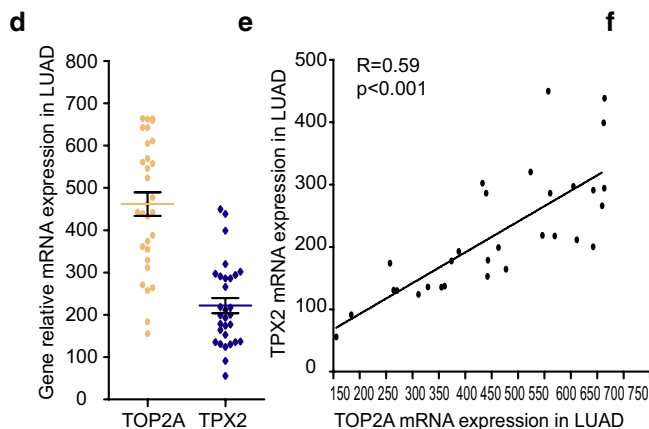 d
Gene relative mRNA expression in LUAD
800
700
600
500
400
300
200
100
0
TOP2A TPX2
e
R=0.59
p<0.001
TPX2 mRNA expression in LUAD
500
400
300
200
100
0
150 200 250 300 350 400 450 500 550 600 650 700 750
TOP2A mRNA expression in LUAD
f